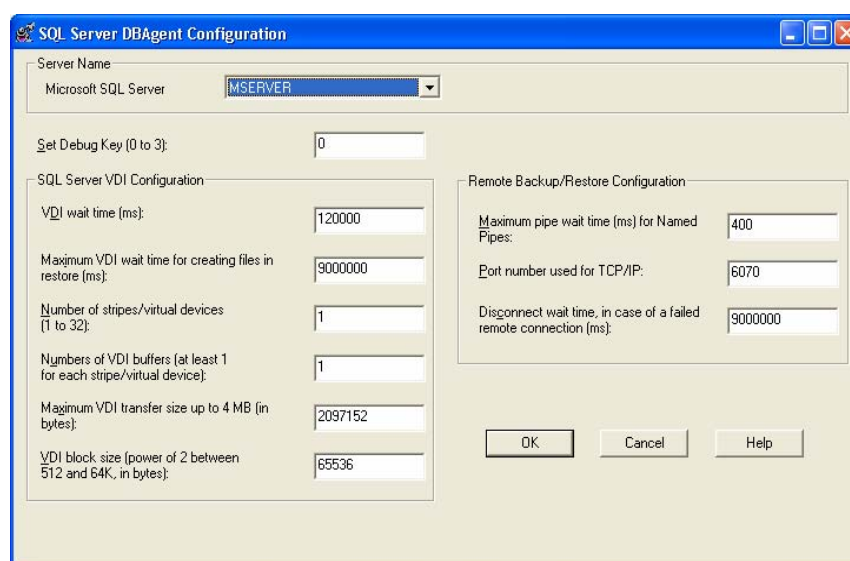 SQL Server DBAgent Configuration
Server Name
Microsoft SQL Server
MSERVER
Set Debug Key (0 to 3):
0
SQL Server VDI Configuration
VDI wait time (ms):
120000
Maximum VDI wait time for creating files in
restore (ms):
9000000
Number of stripes/virtual devices
(1 to 32):
1
Numbers of VDI buffers (at least 1
for each stripe/virtual device):
1
Maximum VDI transfer size up to 4 MB (in
bytes):
2097152
VDI block size (power of 2 between
512 and 64K, in bytes):
65536
Remote Backup/Restore Configuration
Maximum pipe wait time (ms) for Named
Pipes:
400
Port number used for TCP/IP:
6070
Disconnect wait time, in case of a failed
remote connection (ms):
9000000
OK
Cancel
Help